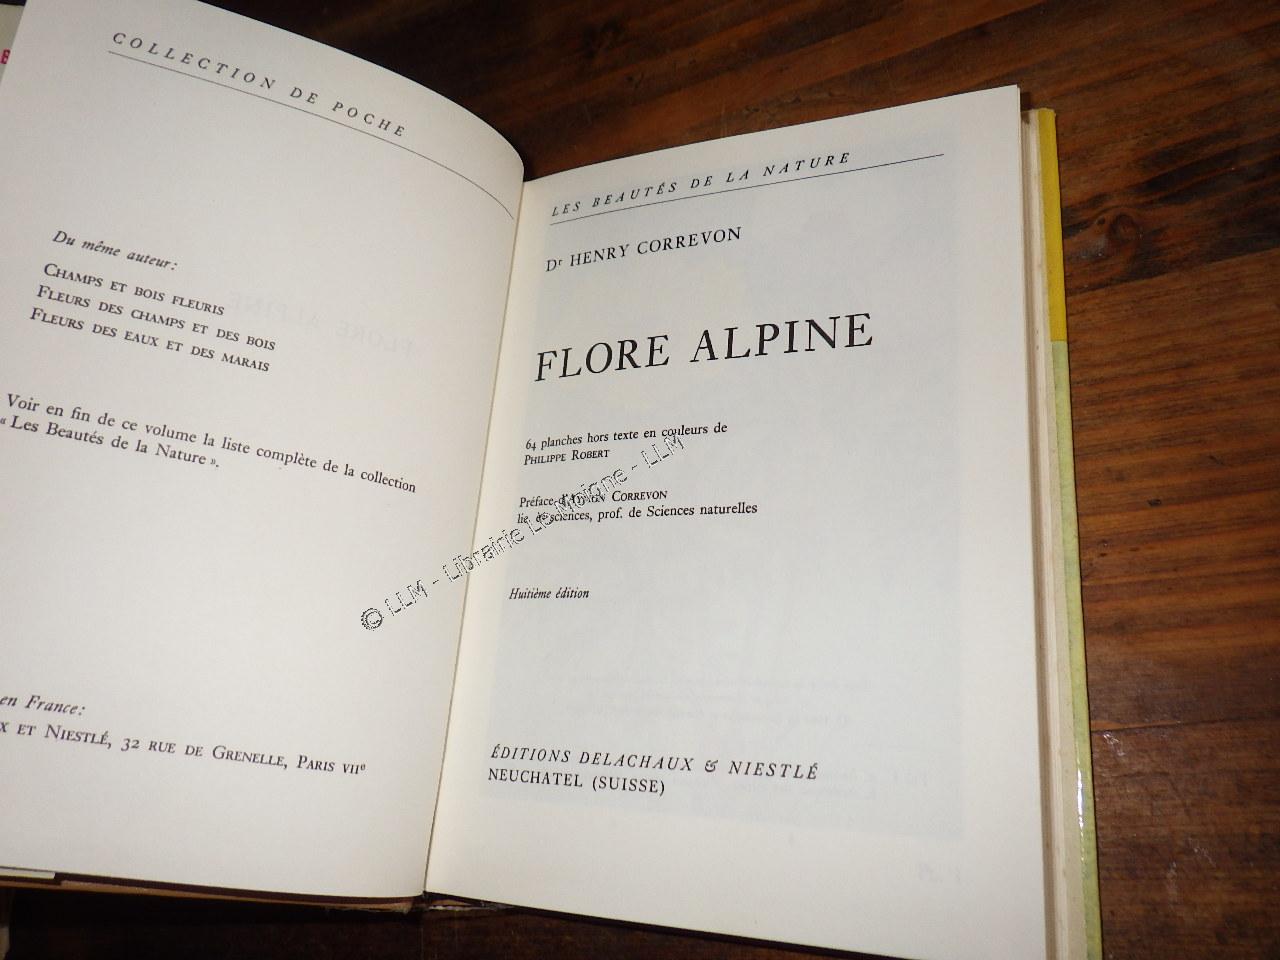 COLLECTION DE POCHE
Du même auteur:
CHAMPS ET BOIS FLEURIS
FLEURS DES CHAMPS ET DES BOIS
FLEURS DES EAUX ET DES MARAIS
Voir en fin de ce volume la liste complète de la collection
« Les Beautés de la Nature ».
en France:
X ET NIESTLÉ, 32 RUE DE GRENELLE, PARIS VIIe
LES BEAUTÉS DE LA NATURE
Dr HENRY CORREVON
FLORE ALPINE
64 planches hors texte en couleurs de
PHILIPPE ROBERT
Préface CORREVON
sciences, prof. de Sciences naturelles
Huitième édition
ÉDITIONS DELACHAUX & NIESTLÉ
NEUCHATEL (SUISSE)
© LLM - Librairie Le Moigne - LLM